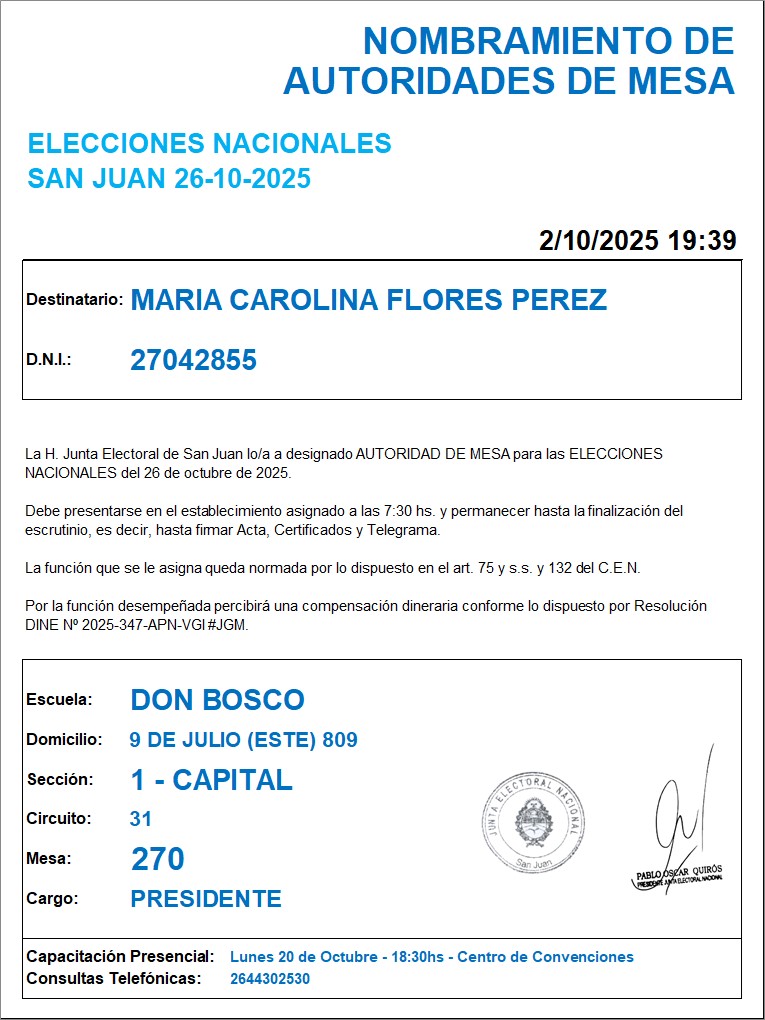 NOMBRAMIENTO DE
AUTORIDADES DE MESA
ELECCIONES NACIONALES
SAN JUAN 26-10-2025
2/10/2025 19:39
Destinatario: MARIA CAROLINA FLORES PEREZ
D.N.I.: 27042855
La H. Junta Electoral de San Juan lo/a a designado AUTORIDAD DE MESA para las ELECCIONES
NACIONALES del 26 de octubre de 2025.
Debe presentarse en el establecimiento asignado a las 7:30 hs. y permanecer hasta la finalización del
escrutinio, es decir, hasta firmar Acta, Certificados y Telegrama.
La función que se le asigna queda normada por lo dispuesto en el art. 75 y s.s. y 132 del C.E.N.
Por la función desempeñada percibirá una compensación dineraria conforme lo dispuesto por Resolución
DINE Nº 2025-347-APN-VGI#JGM.
Escuela: DON BOSCO
Domicilio: 9 DE JULIO (ESTE) 809
Sección: 1 - CAPITAL
Circuito: 31
Mesa: 270
Cargo: PRESIDENTE
JUNTA ELECTORAL NACIONAL
San Juan
PABLO OSCAR QUIRÓS
PRESIDENTE JUNTA ELECTORAL NACIONAL
Capacitación Presencial: Lunes 20 de Octubre - 18:30hs - Centro de Convenciones
Consultas Telefónicas: 2644302530